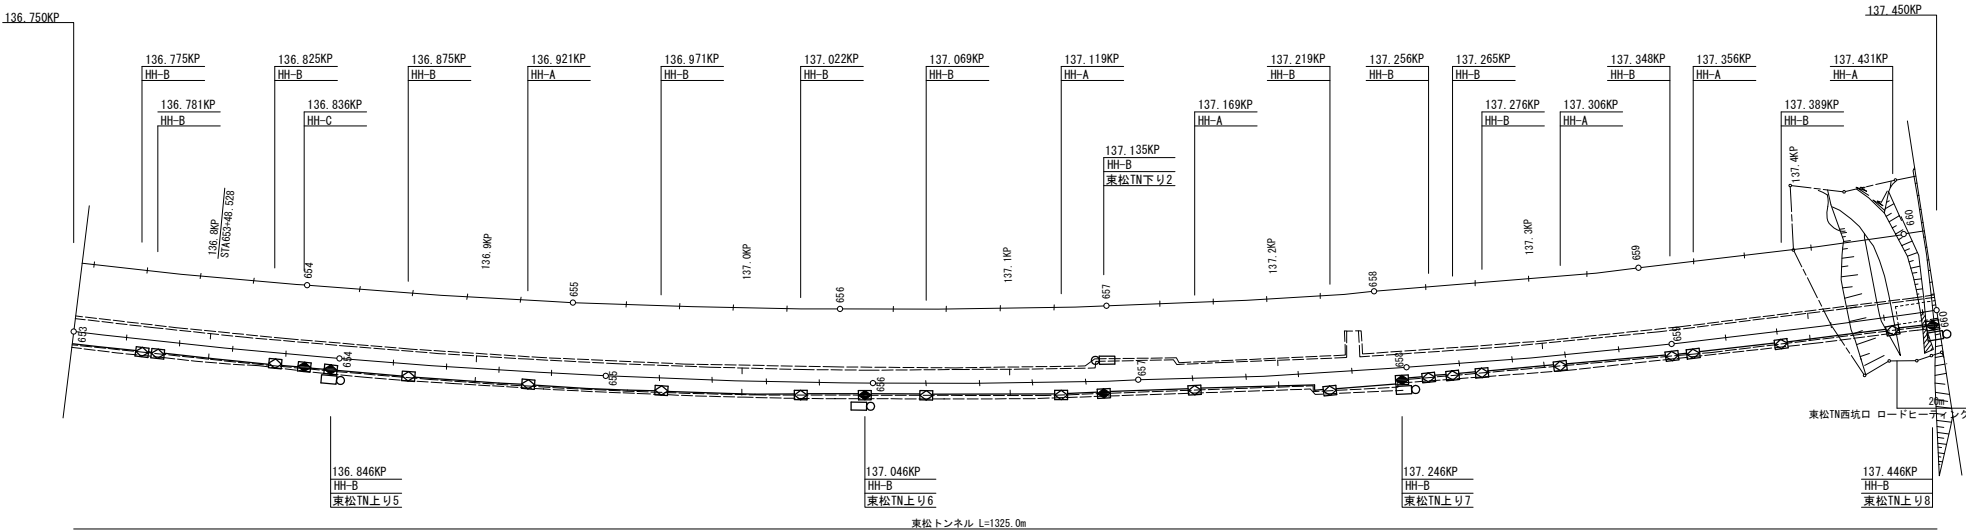 136.750KP
137.450KP
136.775KP
HH-B
136.825KP
HH-B
136.875KP
HH-B
136.921KP
HH-A
136.971KP
HH-B
137.022KP
HH-B
137.069KP
HH-B
137.119KP
HH-A
137.219KP
HH-B
137.256KP
HH-B
137.265KP
HH-B
137.348KP
HH-B
137.356KP
HH-A
137.431KP
HH-A
136.781KP
HH-B
136.836KP
HH-C
137.169KP
HH-A
137.276KP
HH-B
137.306KP
HH-A
137.389KP
HH-B
137.135KP
HH-B
東松TN下り2
136.8KP
STA653+48.528
136.9KP
137.0KP
137.1KP
137.2KP
137.3KP
137.4KP
654
655
656
657
658
659
660
653
654
655
656
657
658
659
660
20m
東松TN西坑口 ロードヒーティング
136.846KP
HH-B
東松TN上り5
137.046KP
HH-B
東松TN上り6
137.246KP
HH-B
東松TN上り7
137.446KP
HH-B
東松TN上り8
東松トンネル L=1325.0m